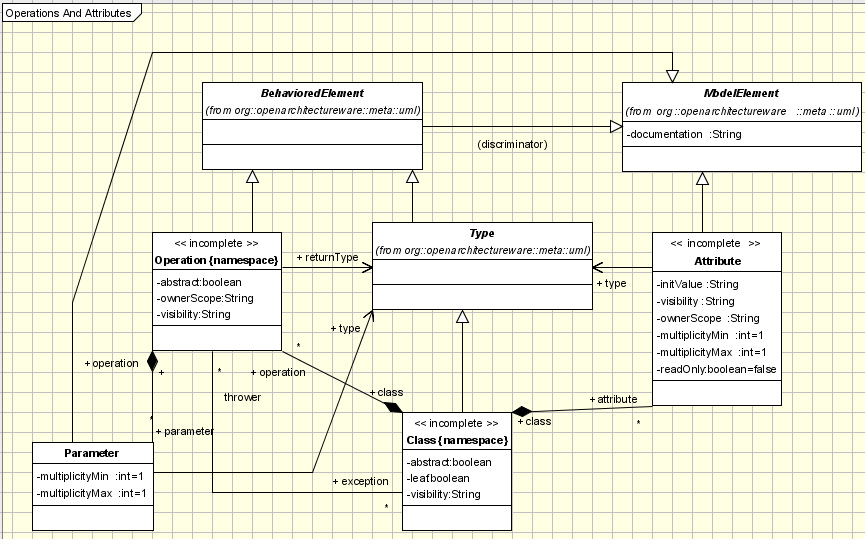 Operations And Attributes
BehavioredElement
(from org::openarchitectureware::meta::uml)
(discriminator)
ModelElement
(from org::openarchitectureware ::meta ::uml)
-documentation :String
<< incomplete >>
Operation {namespace}
-abstract:boolean
-ownerScope:String
-visibility:String
+ returnType
Type
(from org::openarchitectureware::meta::uml)
+ type
<< incomplete >>
Attribute
-initValue :String
-visibility :String
-ownerScope :String
-multiplicityMin :int=1
-multiplicityMax :int=1
-readOnly:boolean=false
+ type
*
+ operation
+
*
+ operation
thrower
+ class
+ attribute
*
+ class
*
+ parameter
Parameter
-multiplicityMin :int=1
-multiplicityMax :int=1
<< incomplete >>
Class{namespace}
-abstract:boolean
-leaf:boolean
-visibility:String
+ exception
*